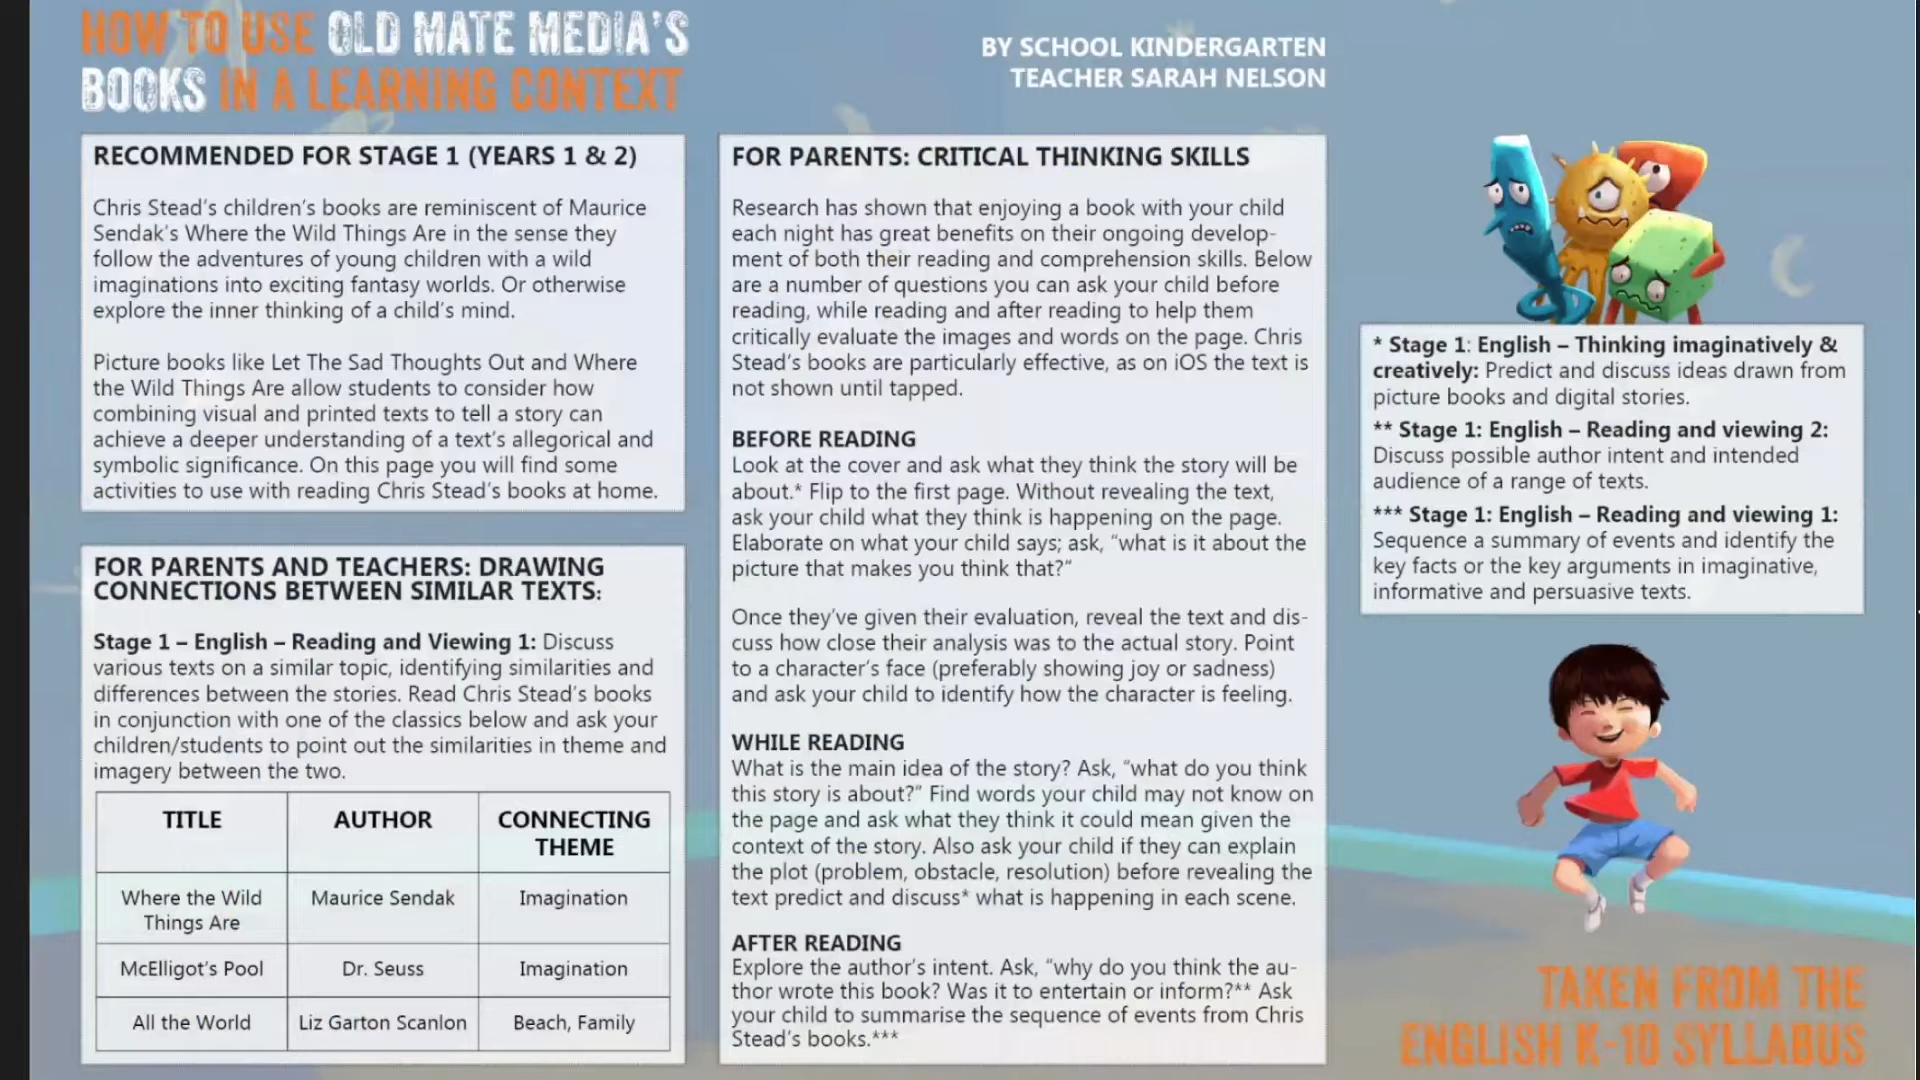 HOW TO USE OLD MATE MEDIA'S
BOOKS IN A LEARNING CONTEXT
BY SCHOOL KINDERGARTEN
TEACHER SARAH NELSON
RECOMMENDED FOR STAGE 1 (YEARS 1 & 2)
Chris Stead's children's books are reminiscent of Maurice
Sendak's Where the Wild Things Are in the sense they
follow the adventures of young children with a wild
imaginations into exciting fantasy worlds. Or otherwise
explore the inner thinking of a child's mind.
Picture books like Let The Sad Thoughts Out and Where
the Wild Things Are allow students to consider how
combining visual and printed texts to tell a story can
achieve a deeper understanding of a text's allegorical and
symbolic significance. On this page you will find some
activities to use with reading Chris Stead's books at home.
FOR PARENTS AND TEACHERS: DRAWING
CONNECTIONS BETWEEN SIMILAR TEXTS:
Stage 1 – English – Reading and Viewing 1: Discuss
various texts on a similar topic, identifying similarities and
differences between the stories. Read Chris Stead's books
in conjunction with one of the classics below and ask your
children/students to point out the similarities in theme and
imagery between the two.
TITLE AUTHOR CONNECTING
THEME
Where the Wild Maurice Sendak Imagination
Things Are
McElligot's Pool Dr. Seuss Imagination
All the World Liz Garton Scanlon Beach, Family
FOR PARENTS: CRITICAL THINKING SKILLS
Research has shown that enjoying a book with your child
each night has great benefits on their ongoing develop-
ment of both their reading and comprehension skills. Below
are a number of questions you can ask your child before
reading, while reading and after reading to help them
critically evaluate the images and words on the page. Chris
Stead's books are particularly effective, as on iOS the text is
not shown until tapped.
BEFORE READING
Look at the cover and ask what they think the story will be
about.* Flip to the first page. Without revealing the text,
ask your child what they think is happening on the page.
Elaborate on what your child says; ask, “what is it about the
picture that makes you think that?”
Once they've given their evaluation, reveal the text and dis-
cuss how close their analysis was to the actual story. Point
to a character's face (preferably showing joy or sadness)
and ask your child to identify how the character is feeling.
WHILE READING
What is the main idea of the story? Ask, “what do you think
this story is about?” Find words your child may not know on
the page and ask what they think it could mean given the
context of the story. Also ask your child if they can explain
the plot (problem, obstacle, resolution) before revealing the
text predict and discuss* what is happening in each scene.
AFTER READING
Explore the author's intent. Ask, “why do you think the au-
thor wrote this book? Was it to entertain or inform?** Ask
your child to summarise the sequence of events from Chris
Stead's books.***
* Stage 1: English – Thinking imaginatively &
creatively: Predict and discuss ideas drawn from
picture books and digital stories.
** Stage 1: English – Reading and viewing 2:
Discuss possible author intent and intended
audience of a range of texts.
*** Stage 1: English – Reading and viewing 1:
Sequence a summary of events and identify the
key facts or the key arguments in imaginative,
informative and persuasive texts.
TAKEN FROM THE
ENGLISH K-10 SYLLABUS